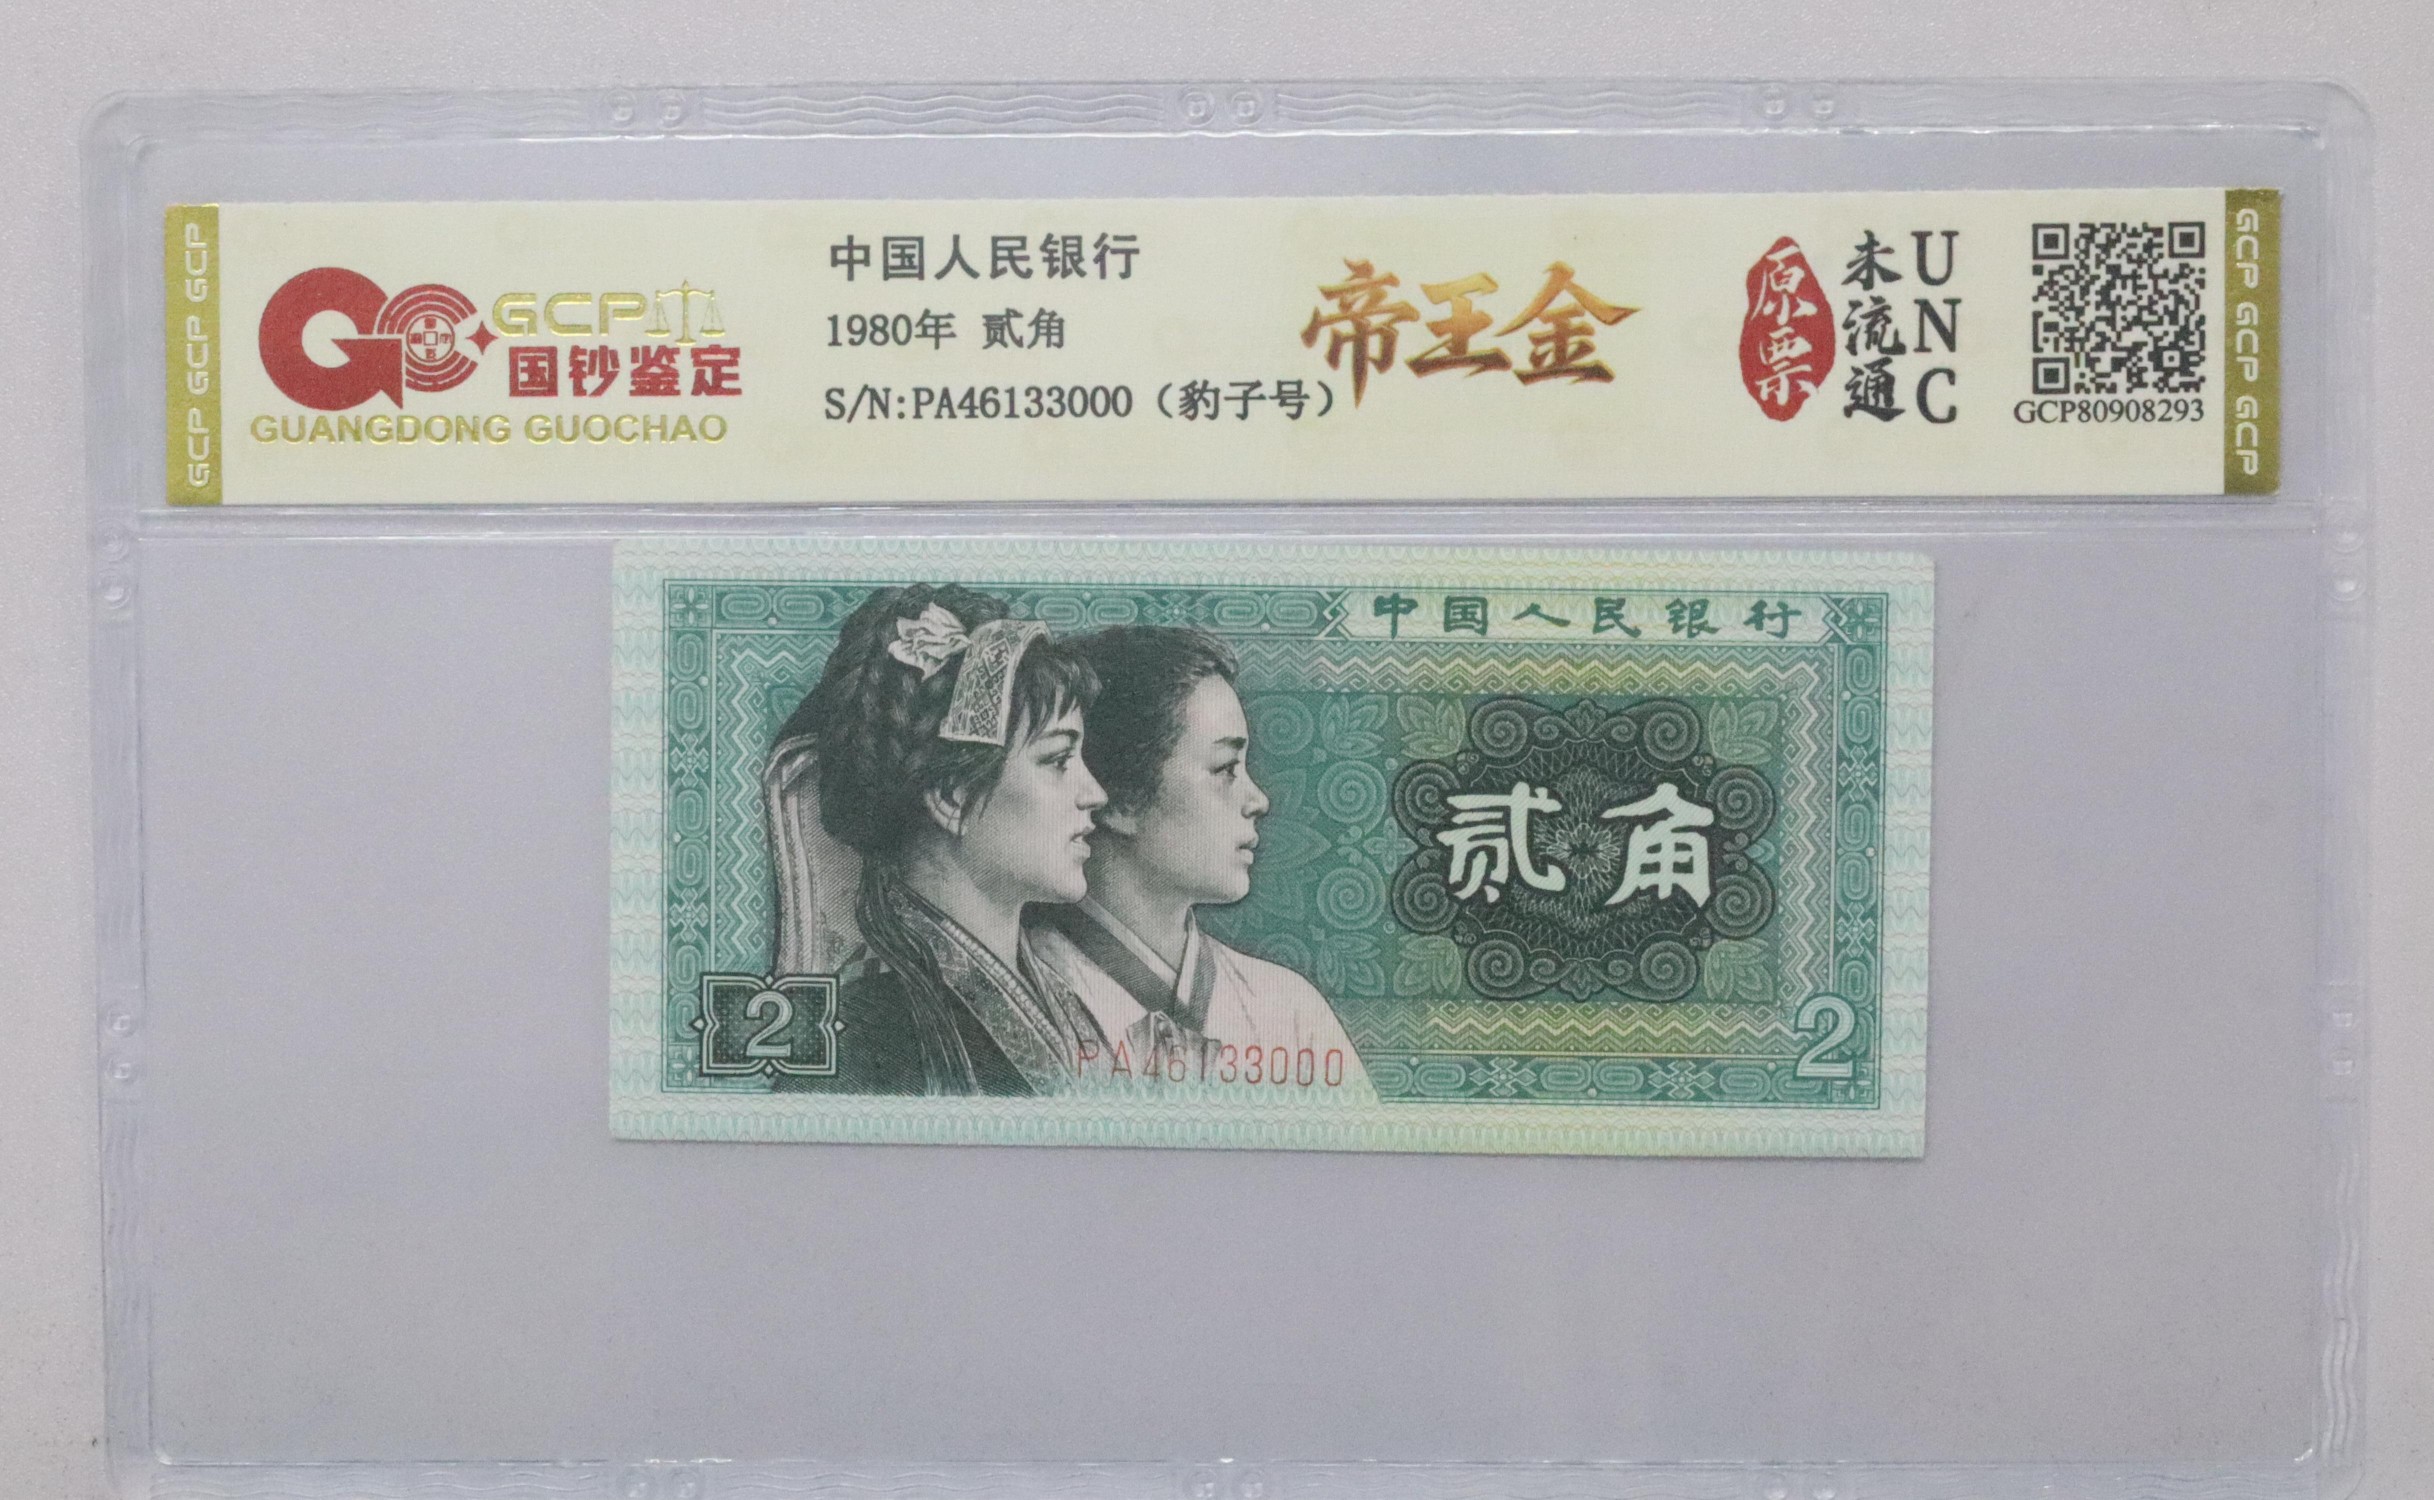 GCP GCP GCP
GCP
国钞鉴定
GUANGDONG GUOCHAO
中国人民银行
1980年 贰角
S/N:PA46133000（豹子号）
帝王金
原票
未流通
UNC
GCP80908293
GCP GCP GCP
中国人民银行
贰角
2
PA46133000
2